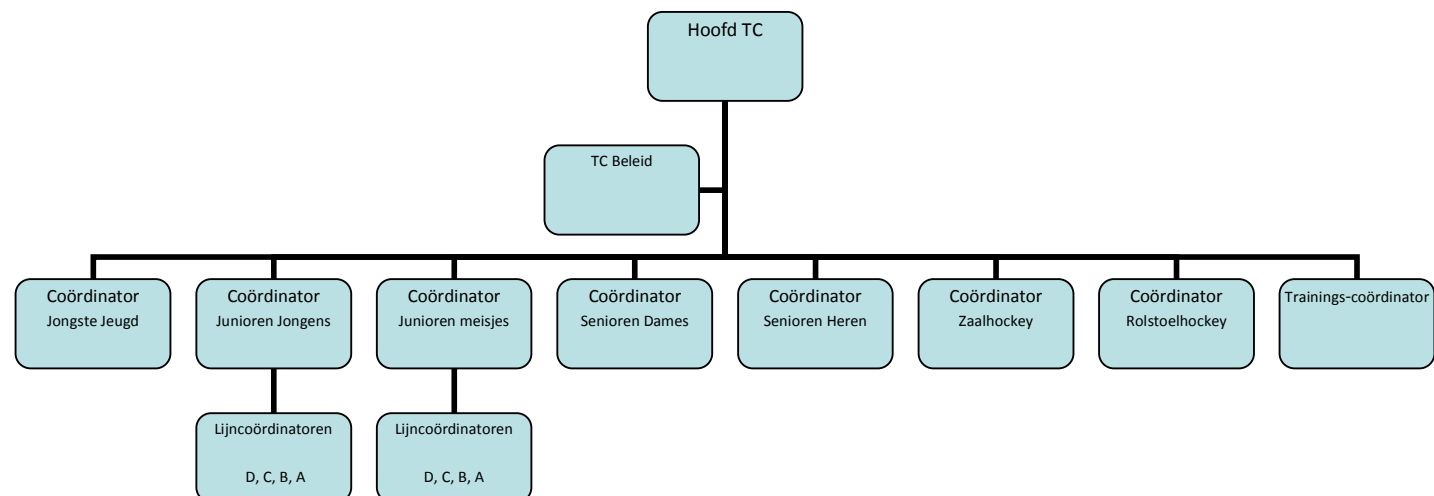 Hoofd TC
TC Beleid
Coördinator
Jongste Jeugd
Coördinator
Junioren Jongens
Coördinator
Junioren meisjes
Coördinator
Senioren Dames
Coördinator
Senioren Heren
Coördinator
Zaalhockey
Coördinator
Rolstoelhockey
Trainings-coördinator
Lijncoördinatoren
D, C, B, A
Lijncoördinatoren
D, C, B, A